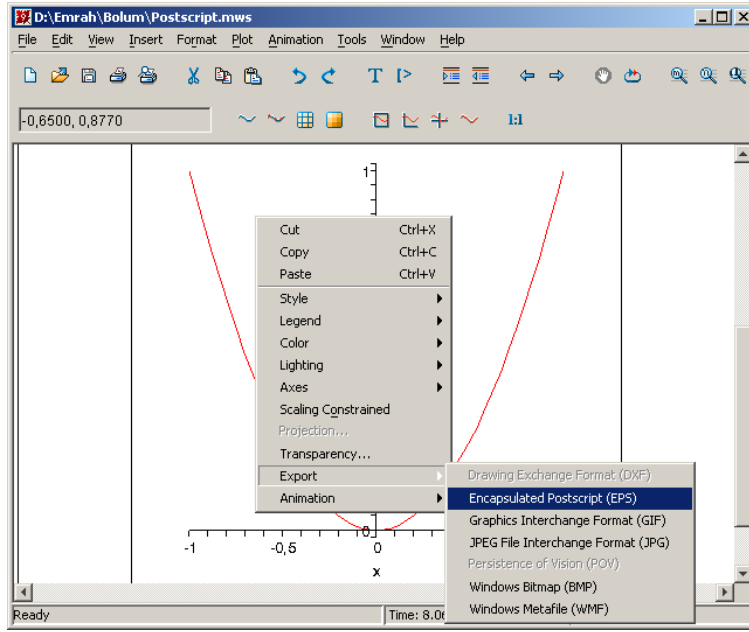 D:\Emrah\Bolum\Postscript.mws
File Edit View Insert Format Plot Animation Tools Window Help
T
-0,6500, 0,8770
1:1
1
Cut Ctrl+X
Copy Ctrl+C
Paste Ctrl+V
Style
Legend
Color
Lighting
Axes
Scaling Constrained
Projection...
Transparency...
Export
Animation
Drawing Exchange Format (DXF)
Encapsulated Postscript (EPS)
Graphics Interchange Format (GIF)
JPEG File Interchange Format (JPG)
Persistence of Vision (POV)
Windows Bitmap (BMP)
Windows Metafile (WMF)
0
-1 -0,5 0
x
Ready Time: 8.06